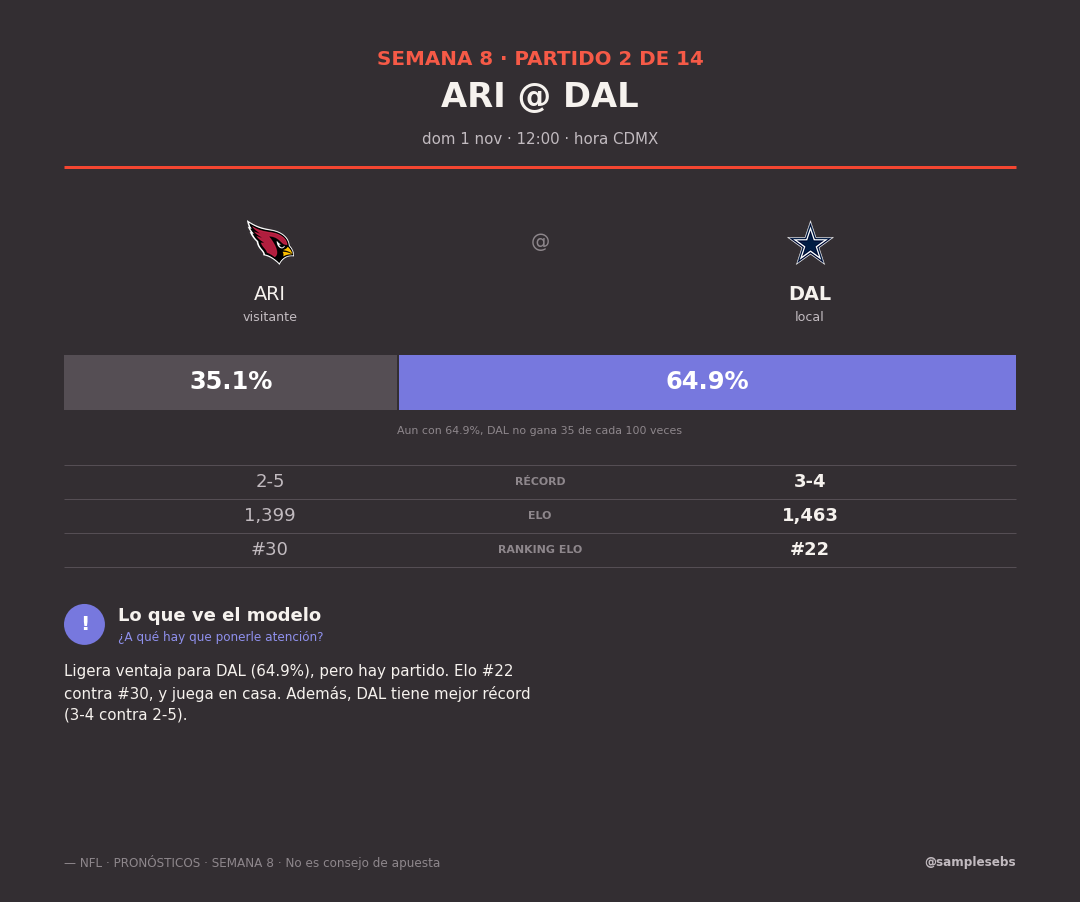 SEMANA 8 · PARTIDO 2 DE 14
ARI @ DAL
dom 1 nov · 12:00 · hora CDMX
@
ARI
DAL
visitante
local
35.1%
64.9%
Aun con 64.9%, DAL no gana 35 de cada 100 veces
2-5 RÉCORD 3-4
1,399 ELO 1,463
#30 RANKING ELO #22
!
Lo que ve el modelo
¿A qué hay que ponerle atención?
Ligera ventaja para DAL (64.9%), pero hay partido. Elo #22
contra #30, y juega en casa. Además, DAL tiene mejor récord
(3-4 contra 2-5).
— NFL · PRONÓSTICOS · SEMANA 8 · No es consejo de apuesta
@samplesebs